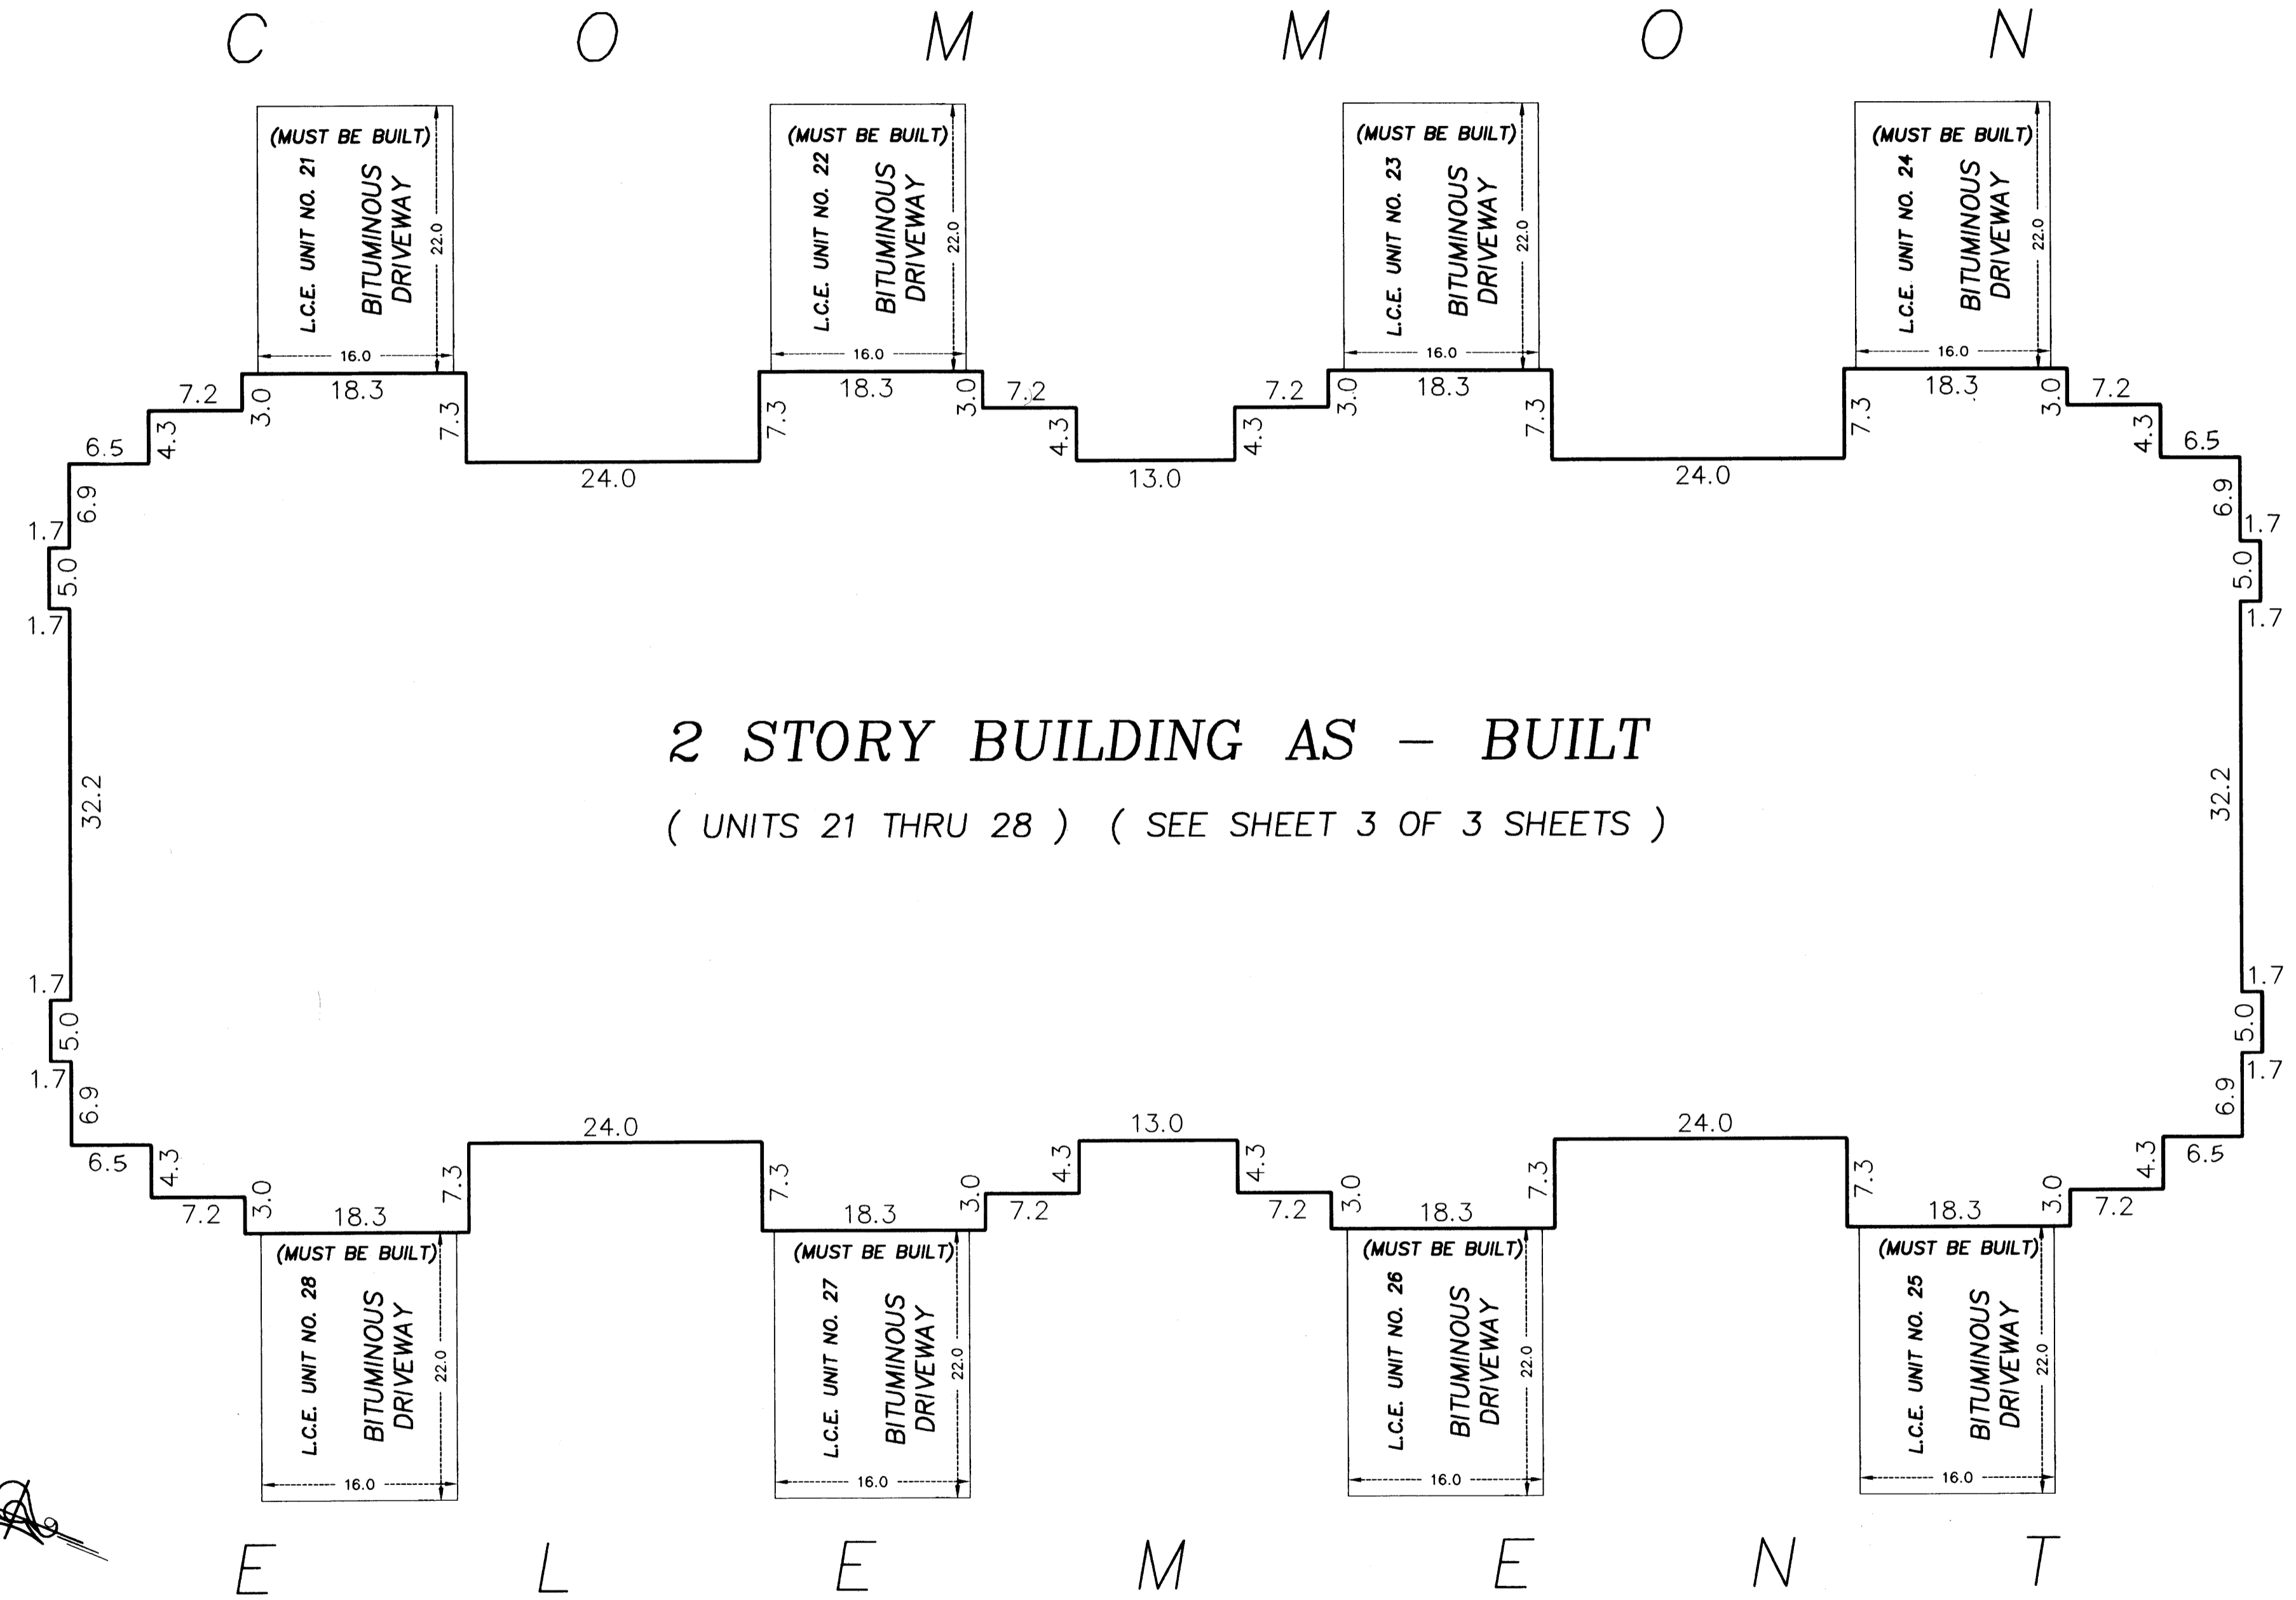 C O M M O N
(MUST BE BUILT)
L.C.E. UNIT NO. 21
BITUMINOUS
DRIVEWAY
22.0
16.0
(MUST BE BUILT)
L.C.E. UNIT NO. 22
BITUMINOUS
DRIVEWAY
22.0
16.0
(MUST BE BUILT)
L.C.E. UNIT NO. 23
BITUMINOUS
DRIVEWAY
22.0
16.0
(MUST BE BUILT)
L.C.E. UNIT NO. 24
BITUMINOUS
DRIVEWAY
22.0
16.0
6.5
4.3
7.2
3.0
18.3
7.3
24.0
7.3
18.3
3.0
7.2
4.3
13.0
4.3
7.2
3.0
18.3
7.3
24.0
7.3
18.3
3.0
7.2
4.3
6.5
6.9
1.7
5.0
1.7
32.2
1.7
5.0
1.7
6.9
6.9
1.7
5.0
1.7
32.2
1.7
5.0
1.7
6.9
2 STORY BUILDING AS – BUILT
( UNITS 21 THRU 28 ) ( SEE SHEET 3 OF 3 SHEETS )
6.5
4.3
7.2
3.0
18.3
7.3
24.0
7.3
18.3
3.0
7.2
4.3
13.0
4.3
7.2
3.0
18.3
7.3
24.0
7.3
18.3
3.0
7.2
4.3
6.5
(MUST BE BUILT)
L.C.E. UNIT NO. 28
BITUMINOUS
DRIVEWAY
22.0
16.0
(MUST BE BUILT)
L.C.E. UNIT NO. 27
BITUMINOUS
DRIVEWAY
22.0
16.0
(MUST BE BUILT)
L.C.E. UNIT NO. 26
BITUMINOUS
DRIVEWAY
22.0
16.0
(MUST BE BUILT)
L.C.E. UNIT NO. 25
BITUMINOUS
DRIVEWAY
22.0
16.0
E L E M E N T